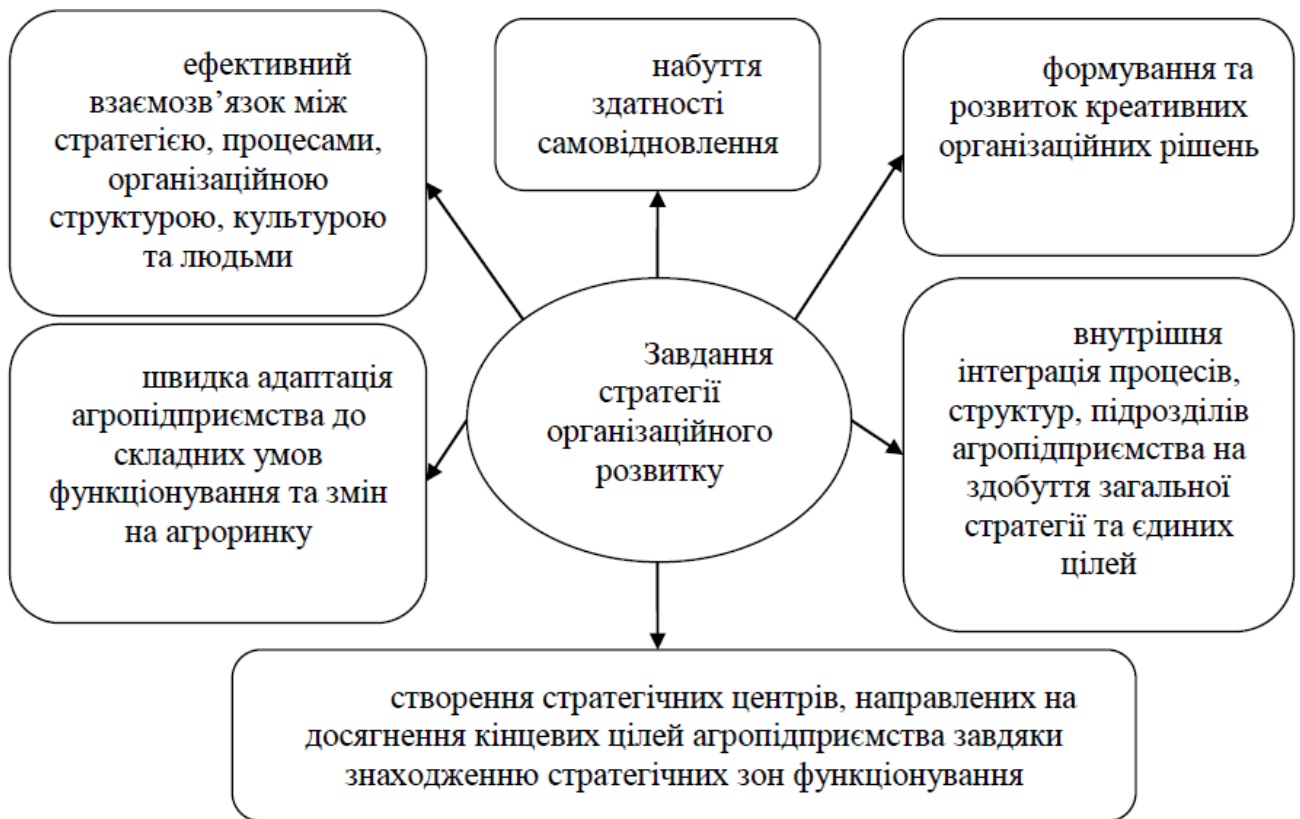 ефективний
взаємозв’язок між
стратегією, процесами,
організаційною
структурою, культурою
та людьми
набуття
здатності
самовідновлення
формування та
розвиток креативних
організаційних рішень
швидка адаптація
агропідприємства до
складних умов
функціонування та змін
на агроринку
Завдання
стратегії
організаційного
розвитку
внутрішня
інтеграція процесів,
структур, підрозділів
агропідприємства на
здобуття загальної
стратегії та єдиних
цілей
створення стратегічних центрів, направлених на
досягнення кінцевих цілей агропідприємства завдяки
знаходженню стратегічних зон функціонування